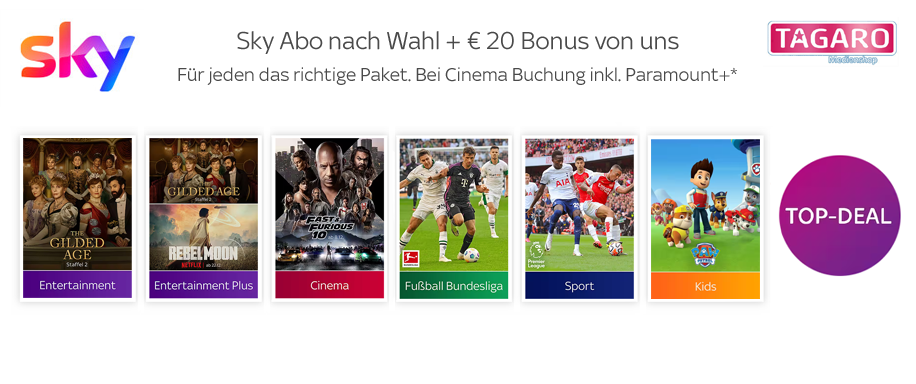 sky
Sky Abo nach Wahl + € 20 Bonus von uns
TAGARO
Medienshop
Für jeden das richtige Paket. Bei Cinema Buchung inkl. Paramount+*
THE
GILDED
AGE
Staffel 2
Entertainment
GILDED AGE
Staffel 2
REBEL MOON
NETFLIX
Entertainment Plus
FAST &
FURIOUS
10
Cinema
Fußball Bundesliga
Premier
League
Sport
PAW
PATROL
Kids
TOP-DEAL